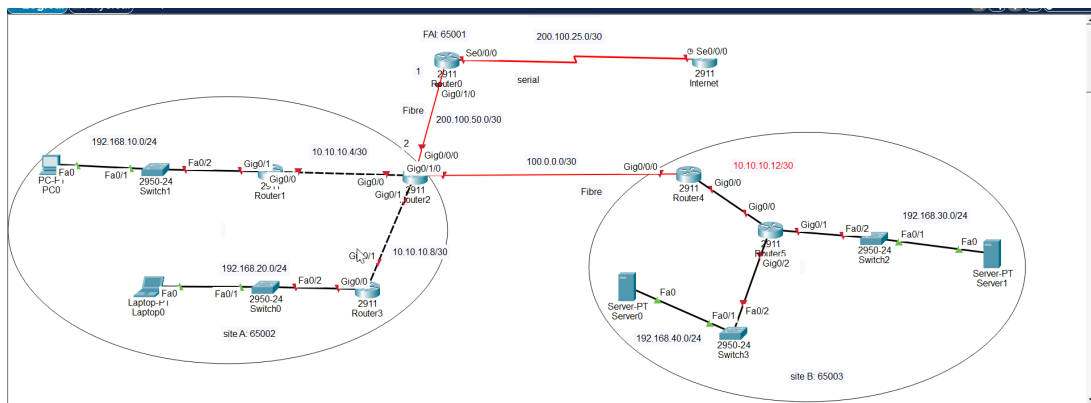 FAI: 65001
200.100.25.0/30
Se0/0/0
Se0/0/0
2911
Router0
Gig0/1/0
serial
2911
Internet
1
Fibre
200.100.50.0/30
2
Gig0/0/0
Gig0/1/0
192.168.10.0/24
Fa0
PC0
Fa0/1
Fa0/2
2950-24
Switch1
Gig0/1
Gig0/0
Router1
10.10.10.4/30
Gig0/0
Gig0/1
2911
100.0.0.0/30
Fibre
Gig0/0/0
2911
Router4
10.10.10.12/30
Gig0/0
Gig0/0
2911
Router5
Gig0/1
Gig0/2
192.168.30.0/24
Fa0/2
Fa0/1
2950-24
Switch2
Fa0
Server-PT
Server1
10.10.10.8/30
192.168.20.0/24
Fa0
Laptop0
Fa0/1
Fa0/2
2950-24
Switch0
Gig0/0
2911
Router3
site A: 65002
Server-PT
Server0
Fa0
Fa0/1
Fa0/2
192.168.40.0/24
2950-24
Switch3
site B: 65003